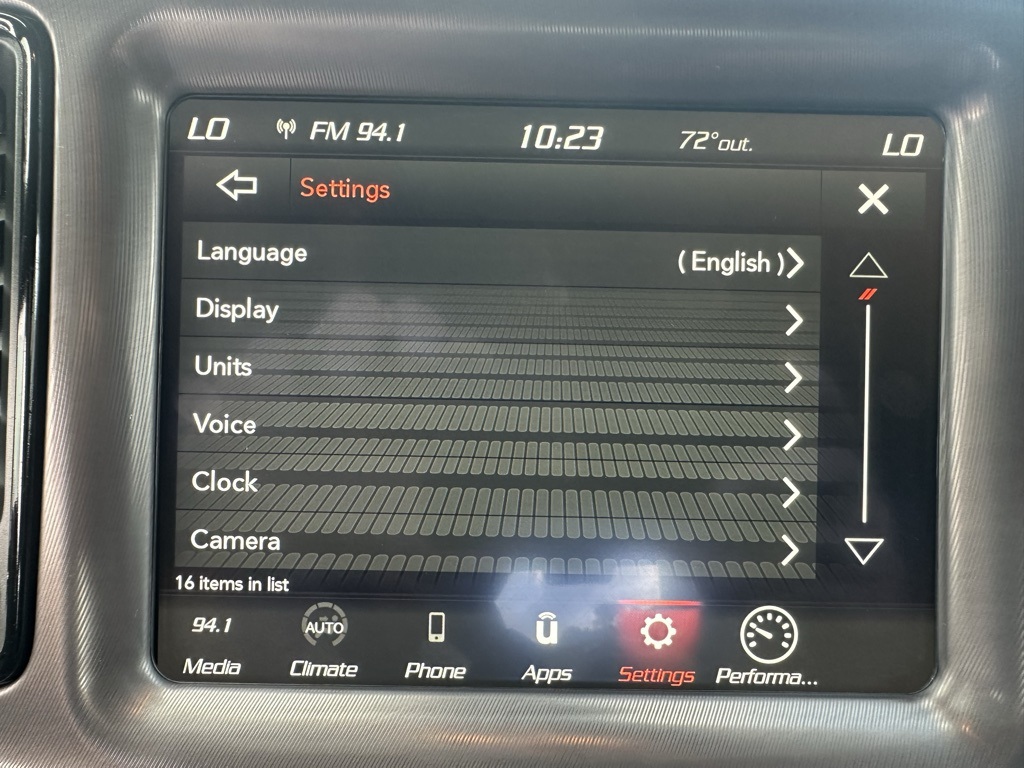 LO FM 94.1 10:23 72° out. LO
Settings
Language ( English )
Display
Units
Voice
Clock
Camera
16 items in list
94.1 AUTO u
Media Climate Phone Apps Settings Performa...